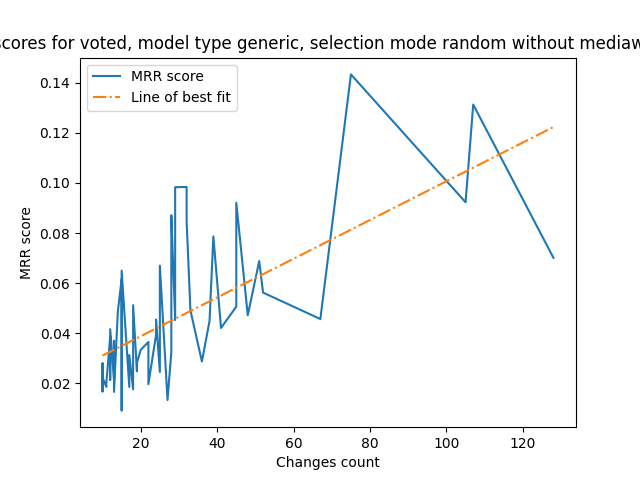 scores for voted, model type generic, selection mode random without
MRR score
Line of best fit
0.14
0.12
0.10
0.08
0.06
0.04
0.02
MRR score
20 40 60 80 100 120
Changes count